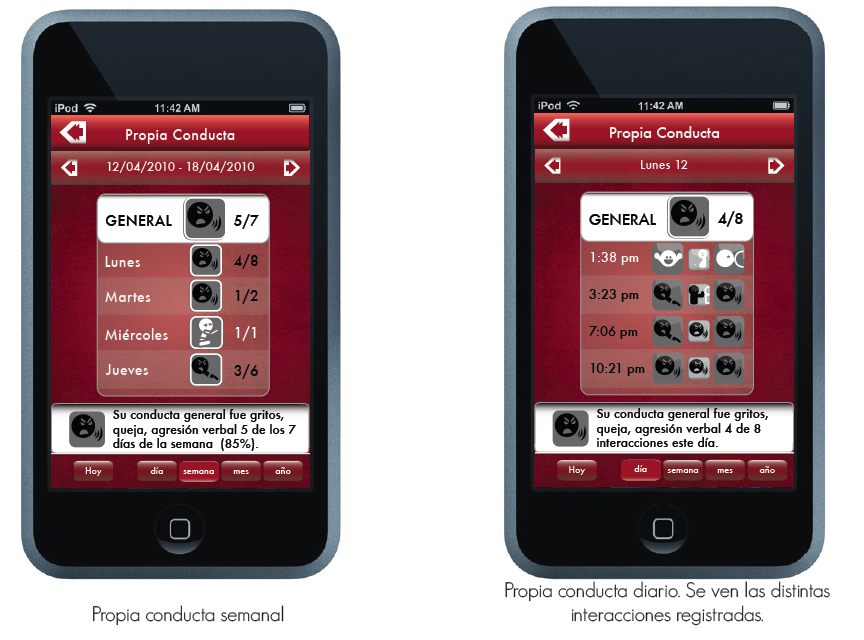 iPod 11:42 AM
Propia Conducta
12/04/2010 - 18/04/2010
GENERAL 5/7
Lunes 4/8
Martes 1/2
Miércoles 1/1
Jueves 3/6
Su conducta general fue gritos,
queja, agresión verbal 5 de los 7
días de la semana (85%).
Hoy día semana mes año
Propia conducta semanal
iPod 11:42 AM
Propia Conducta
Lunes 12
GENERAL 4/8
1:38 pm
3:23 pm
7:06 pm
10:21 pm
Su conducta general fue gritos,
queja, agresión verbal 4 de 8
interacciones este día.
Hoy día semana mes año
Propia conducta diario. Se ven las distintas
interacciones registradas.